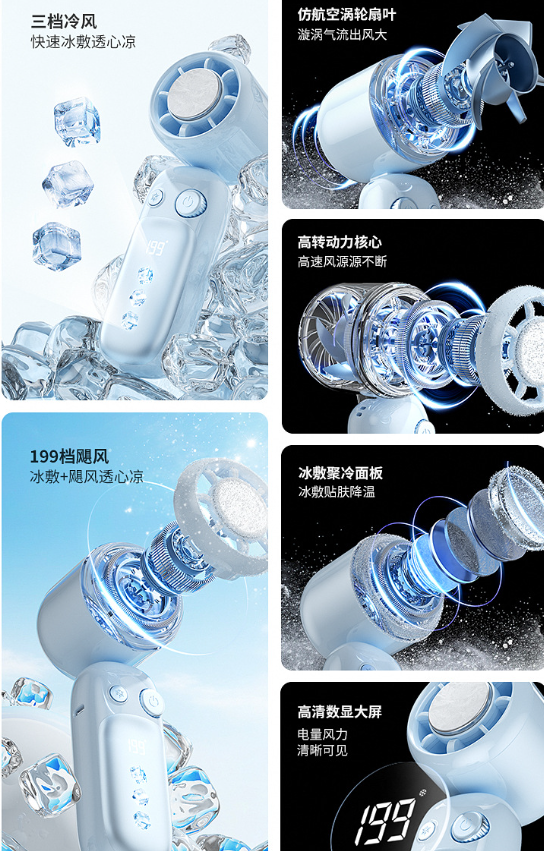 三档冷风
快速冰敷透心凉
199
199档飓风
冰敷+飓风透心凉
199
仿航空涡轮扇叶
漩涡气流出风大
高转动力核心
高速风源源不断
冰敷聚冷面板
冰敷贴肤降温
高清数显大屏
电量风力
清晰可见
199